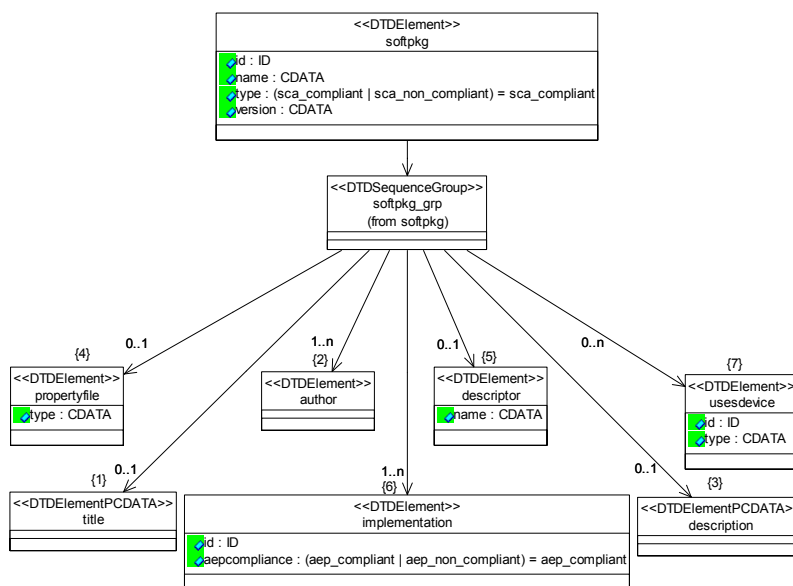 <<DTDElement>>
softpkg
id : ID
name : CDATA
type : (sca_compliant | sca_non_compliant) = sca_compliant
version : CDATA
<<DTDSequenceGroup>>
softpkg_grp
(from softpkg)
0..1
1..n
0..1
0..n
{4}
{2}
{5}
{7}
<<DTDElement>>
propertyfile
type : CDATA
<<DTDElement>>
author
<<DTDElement>>
descriptor
name : CDATA
<<DTDElement>>
usesdevice
id : ID
type : CDATA
0..1
1..n
0..1
{1}
{6}
{3}
<<DTDElementPCDATA>>
title
<<DTDElement>>
implementation
id : ID
aepcompliance : (aep_compliant | aep_non_compliant) = aep_compliant
<<DTDElementPCDATA>>
description